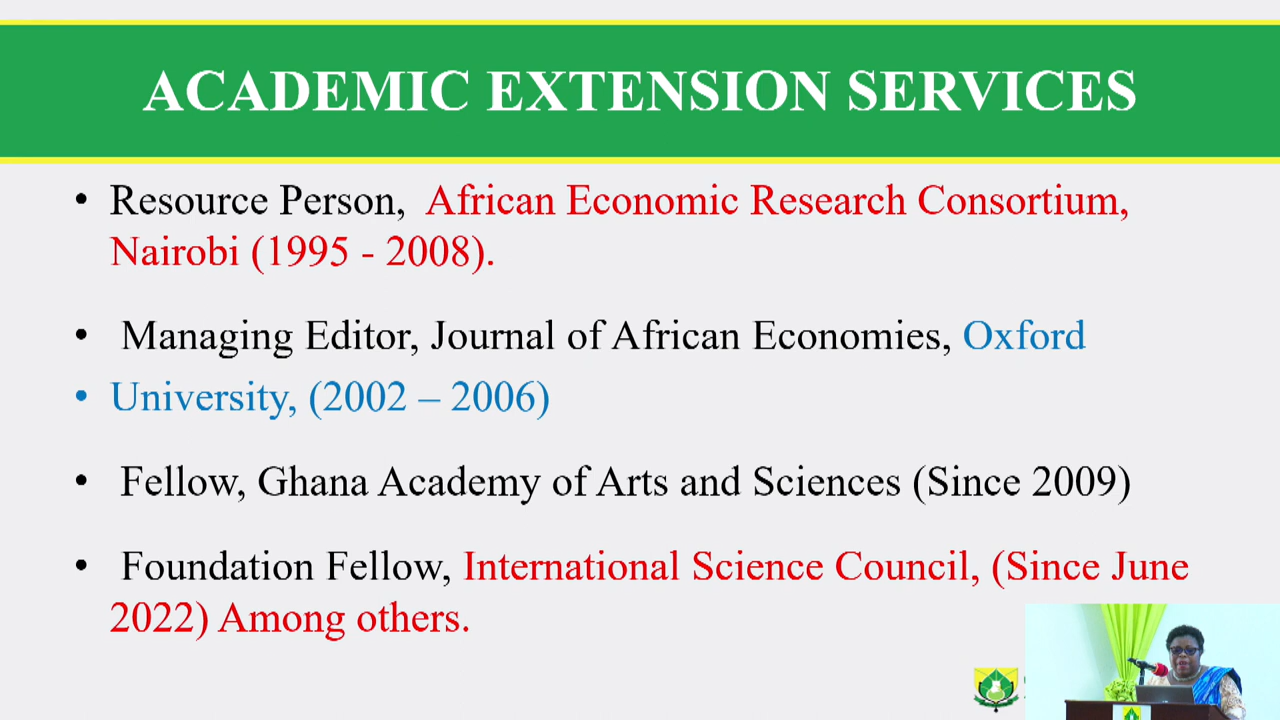 ACADEMIC EXTENSION SERVICES
• Resource Person, African Economic Research Consortium,
Nairobi (1995 - 2008).
• Managing Editor, Journal of African Economies, Oxford
• University, (2002 – 2006)
• Fellow, Ghana Academy of Arts and Sciences (Since 2009)
• Foundation Fellow, International Science Council, (Since June
2022) Among others.